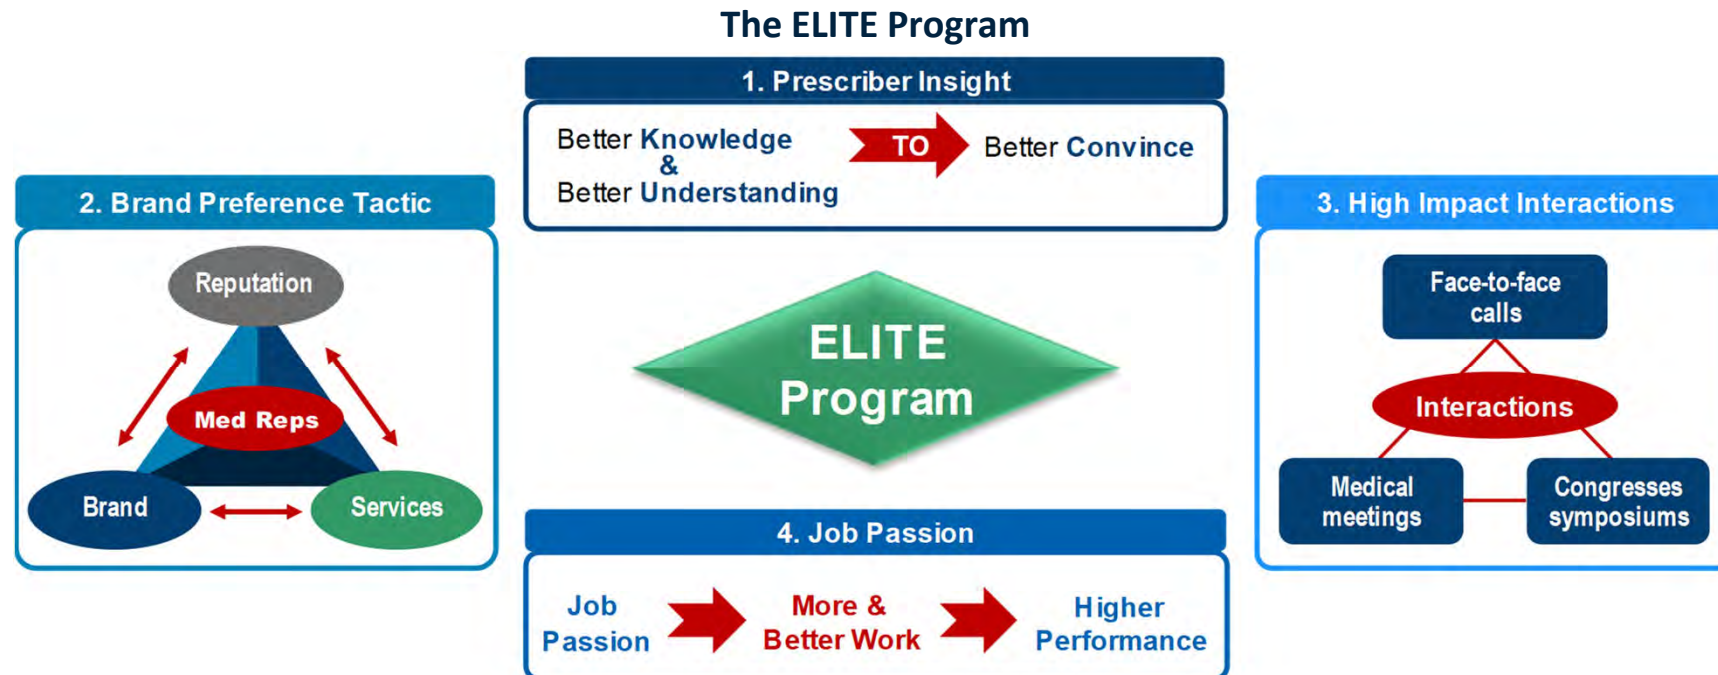 The ELITE Program
1. Prescriber Insight
Better Knowledge
&
Better Understanding
TO
Better Convince
2. Brand Preference Tactic
Reputation
Med Reps
Brand
Services
ELITE
Program
3. High Impact Interactions
Face-to-face
calls
Interactions
Medical
meetings
Congresses
symposiums
4. Job Passion
Job
Passion
More &
Better Work
Higher
Performance